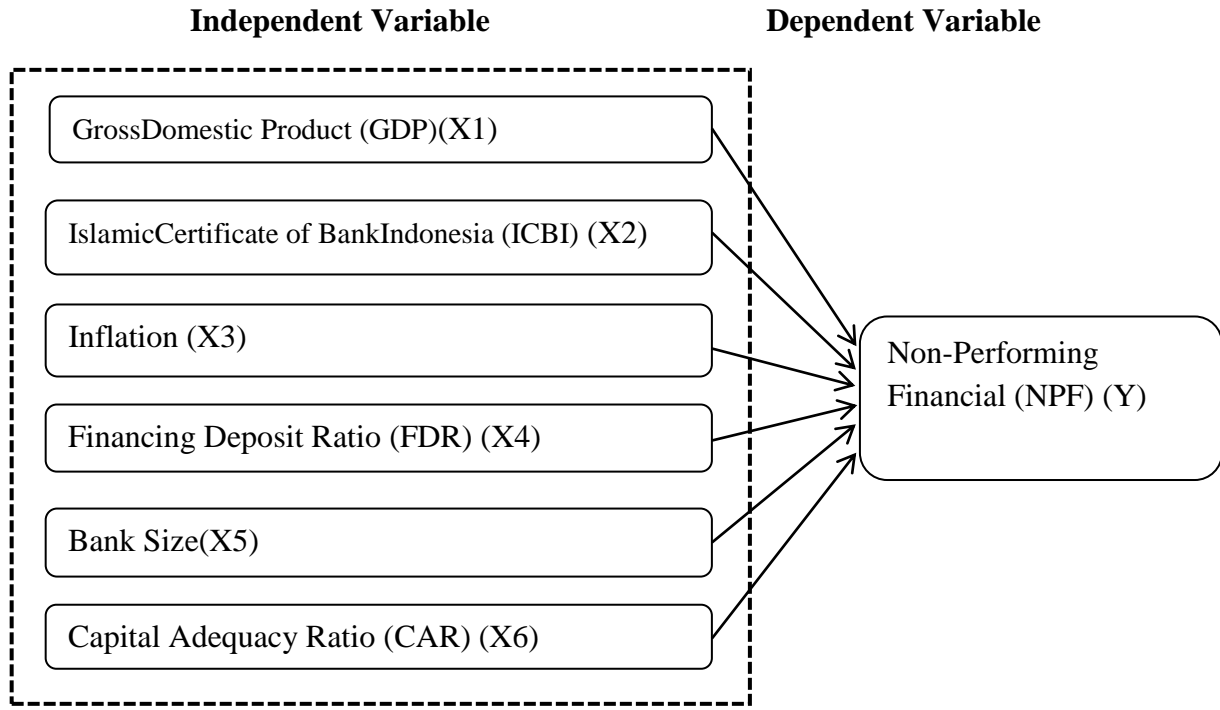 Independent Variable
Dependent Variable
GrossDomestic Product (GDP)(X1)
IslamicCertificate of BankIndonesia (ICBI) (X2)
Inflation (X3)
Financing Deposit Ratio (FDR) (X4)
Bank Size(X5)
Capital Adequacy Ratio (CAR) (X6)
Non-Performing
Financial (NPF) (Y)